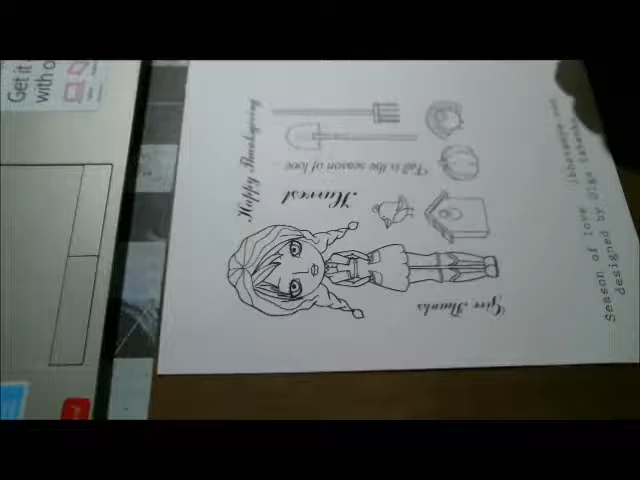 Get it
with o
Happy Thanksgiving
Fall is the season of love
Harvest
Give Thanks
Season of love
designed by Olga